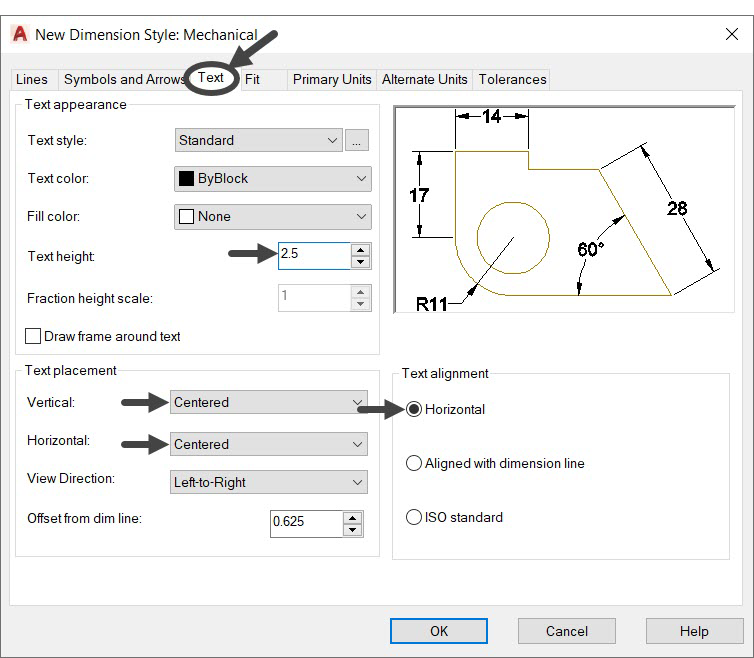 New Dimension Style: Mechanical
Lines Symbols and Arrows Text Fit Primary Units Alternate Units Tolerances
Text appearance
Text style: Standard ...
Text color: ByBlock
Fill color: None
Text height: 2.5
Fraction height scale: 1
Draw frame around text
14
17
28
60°
R11
Text placement
Vertical: Centered
Horizontal: Centered
View Direction: Left-to-Right
Offset from dim line: 0.625
Text alignment
Horizontal
Aligned with dimension line
ISO standard
OK Cancel Help